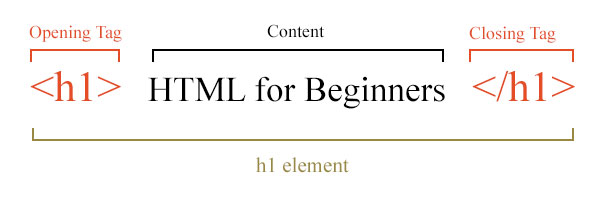 Opening Tag Content Closing Tag
<h1> HTML for Beginners </h1>
h1 element